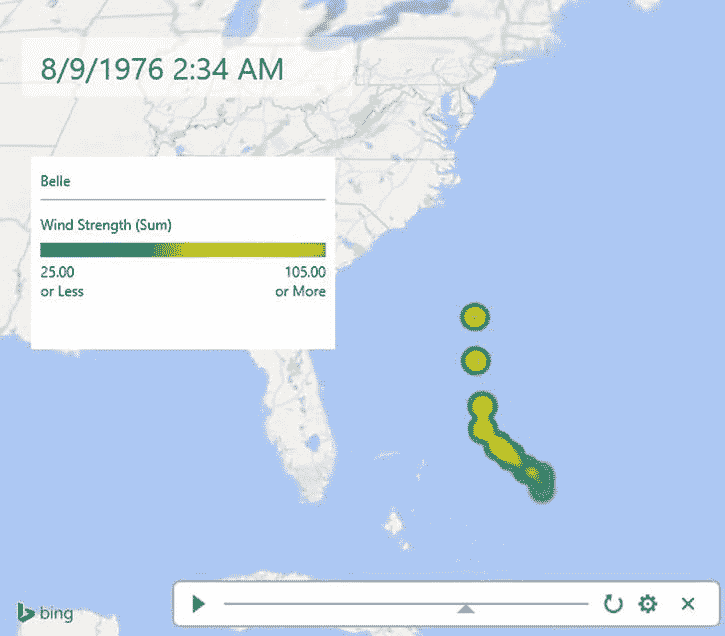 8/9/1976 2:34 AM
Belle
Wind Strength (Sum)
25.00 105.00
or Less or More
bing